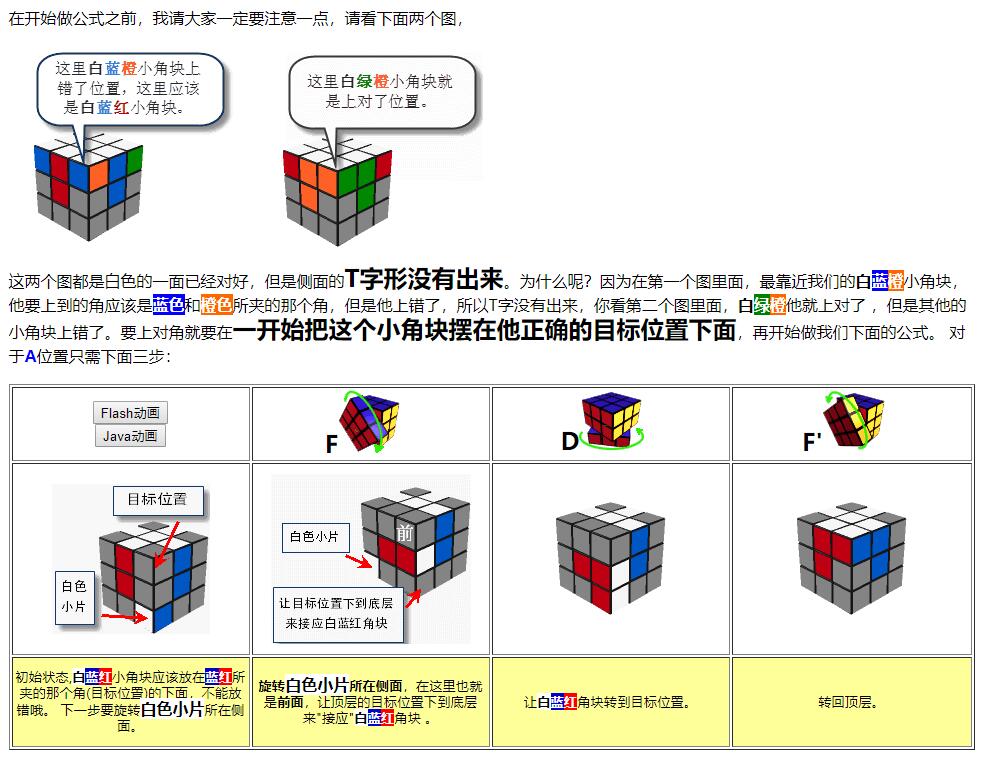 在开始做公式之前，我请大家一定要注意一点，请看下面两个图，
这里白蓝橙小角块上
错了位置，这里应该
是白蓝红小角块。
这里白绿橙小角块就
是上对了位置。
这两个图都是白色的一面已经对好，但是侧面的T字形没有出来。为什么呢？因为在第一个图里面，最靠近我们的白蓝橙小角块，
他要上到的角应该是蓝色和橙色所夹的那个角，但是他上错了，所以T字没有出来，你看第二个图里面，白绿橙他就上对了 ，但是其他的
小角块上错了。要上对角就要在一开始把这个小角块摆在他正确的目标位置下面，再开始做我们下面的公式。 对
于A位置只需下面三步：
Flash动画
Java动画
F
D
F'
目标位置
白色
小片
前
白色小片
让目标位置下到底层
来接应白蓝红角块
初始状态,白蓝红小角块应该放在蓝红所
夹的那个角(目标位置)的下面，不能放
错哦。 下一步要旋转白色小片所在侧
面。
旋转白色小片所在侧面，在这里也就
是前面，让顶层的目标位置下到底层
来"接应"白蓝红角块 。
让白蓝红角块转到目标位置。
转回顶层。